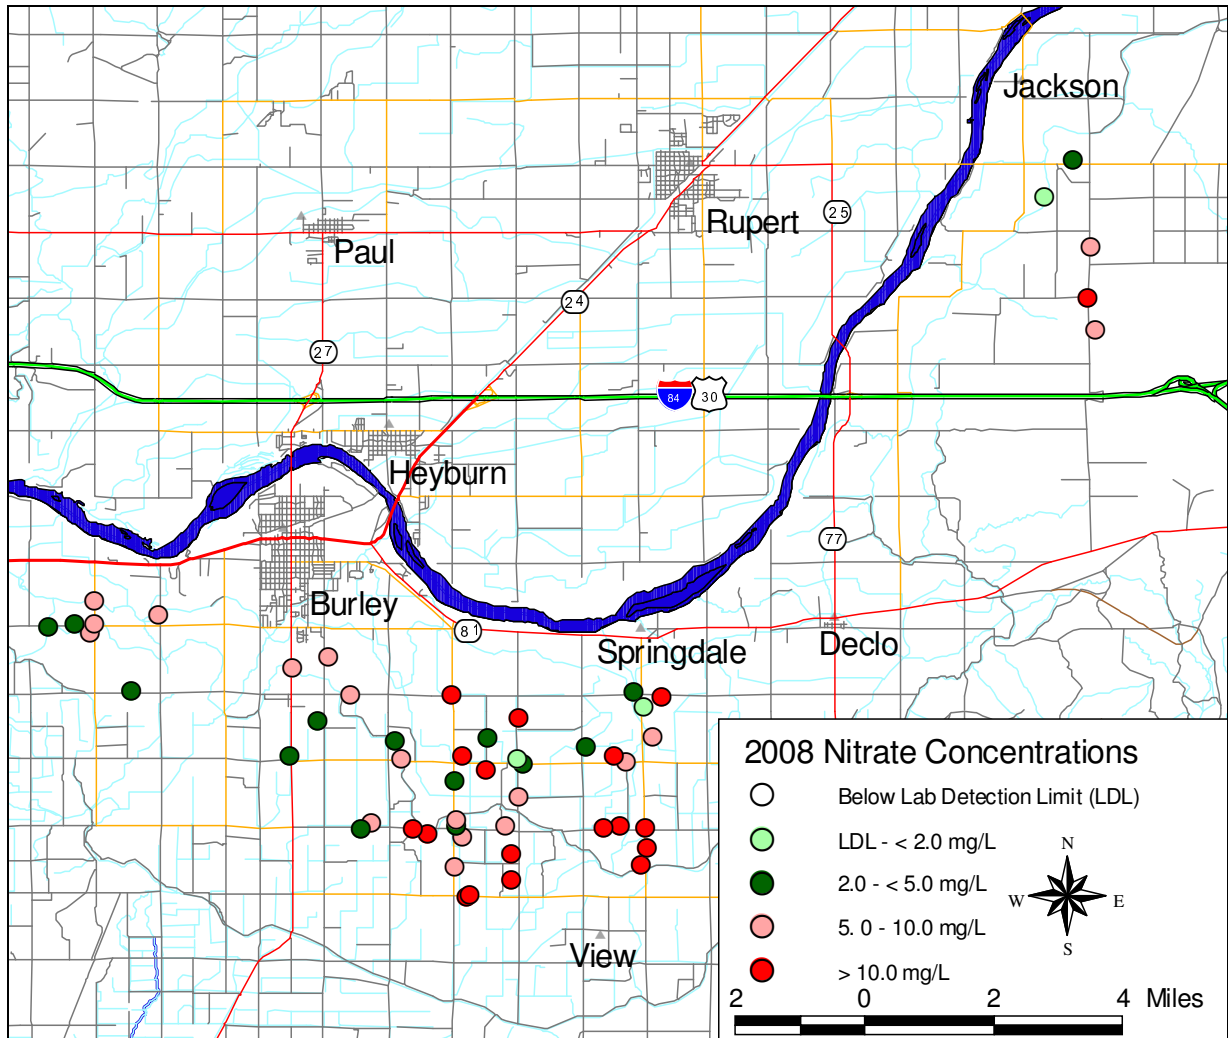 Jackson
Rupert
25
Paul
24
27
84
30
Heyburn
77
Burley
81
Springdale
Declo
2008 Nitrate Concentrations
Below Lab Detection Limit (LDL)
LDL - < 2.0 mg/L
2.0 - < 5.0 mg/L
5. 0 - 10.0 mg/L
> 10.0 mg/L
N
W
E
S
View
2 0 2 4 Miles